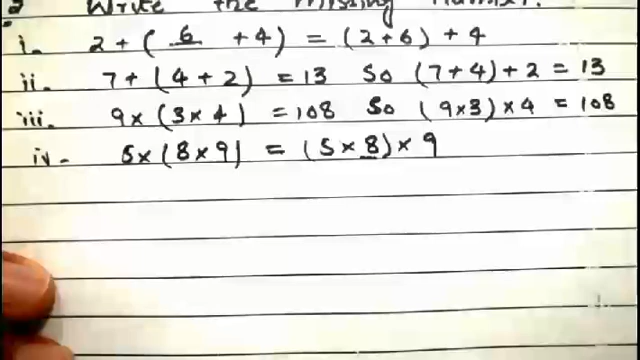 2 Write the missing number.
i. 2 + ( 6 + 4 ) = (2 + 6) + 4
ii. 7 + (4 + 2) = 13 So (7 + 4) + 2 = 13
iii. 9 × (3 × 4) = 108 So (9 × 3) × 4 = 108
iv. 5 × (8 × 9) = (5 × 8) × 9